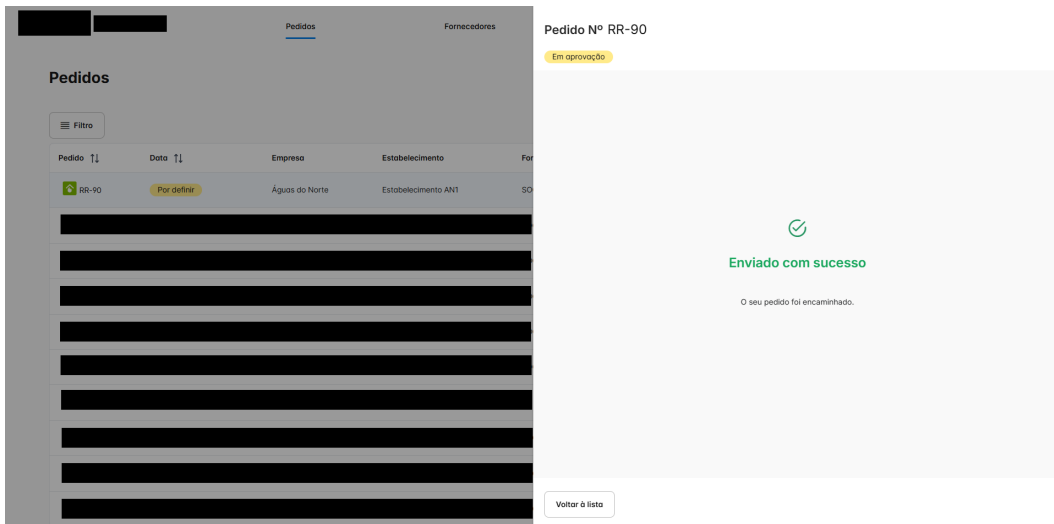 Pedidos Fornecedores
Pedidos
Filtro
Pedido Data Empresa Estabelecimento
RR-90 Por definir Águas do Norte Estabelecimento AN1
Pedido Nº RR-90
Em aprovação
Enviado com sucesso
O seu pedido foi encaminhado.
Voltar à lista